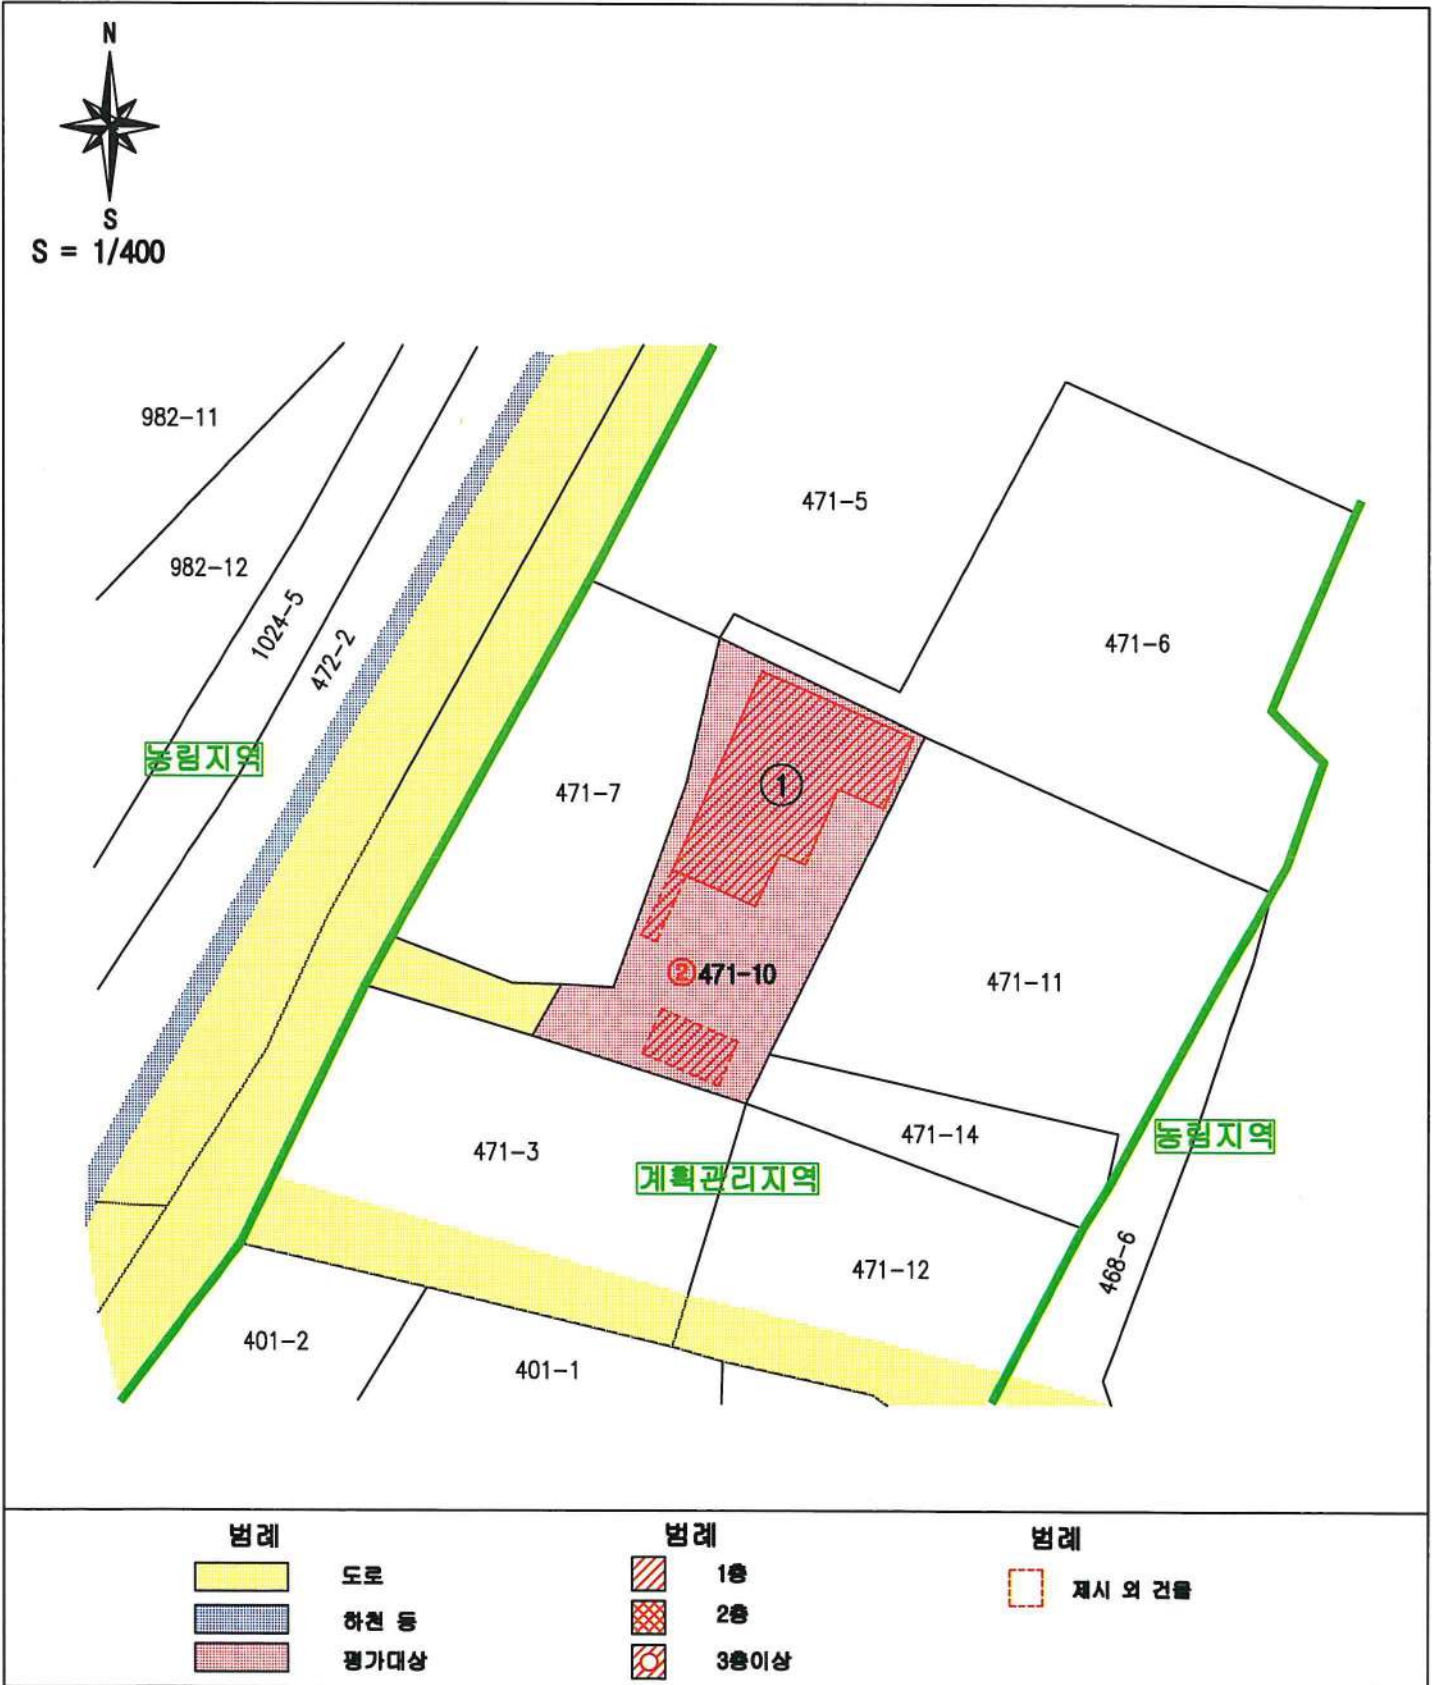 N
S
S = 1/400
982-11
471-5
982-12
1024-5
472-2
471-6
농림지역
471-7
①
②471-10
471-11
471-3
471-14
농림지역
계획관리지역
471-12
468-6
401-2
401-1
범례
도로
하천 등
평가대상
범례
1층
2층
3층이상
범례
제시 외 건물